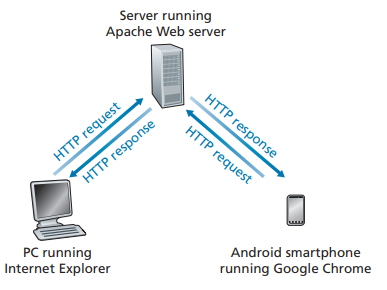 Server running
Apache Web server
HTTP request
HTTP response
HTTP response
HTTP request
PC running
Internet Explorer
Android smartphone
running Google Chrome